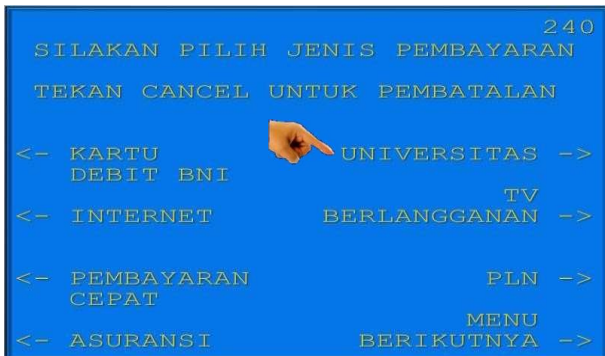 240
SILAKAN PILIH JENIS PEMBAYARAN
TEKAN CANCEL UNTUK PEMBATALAN
<- KARTU DEBIT BNI
UNIVERSITAS ->
<- INTERNET
TV BERLANGGANAN ->
<- PEMBAYARAN CEPAT
PLN ->
<- ASURANSI
MENU BERIKUTNYA ->